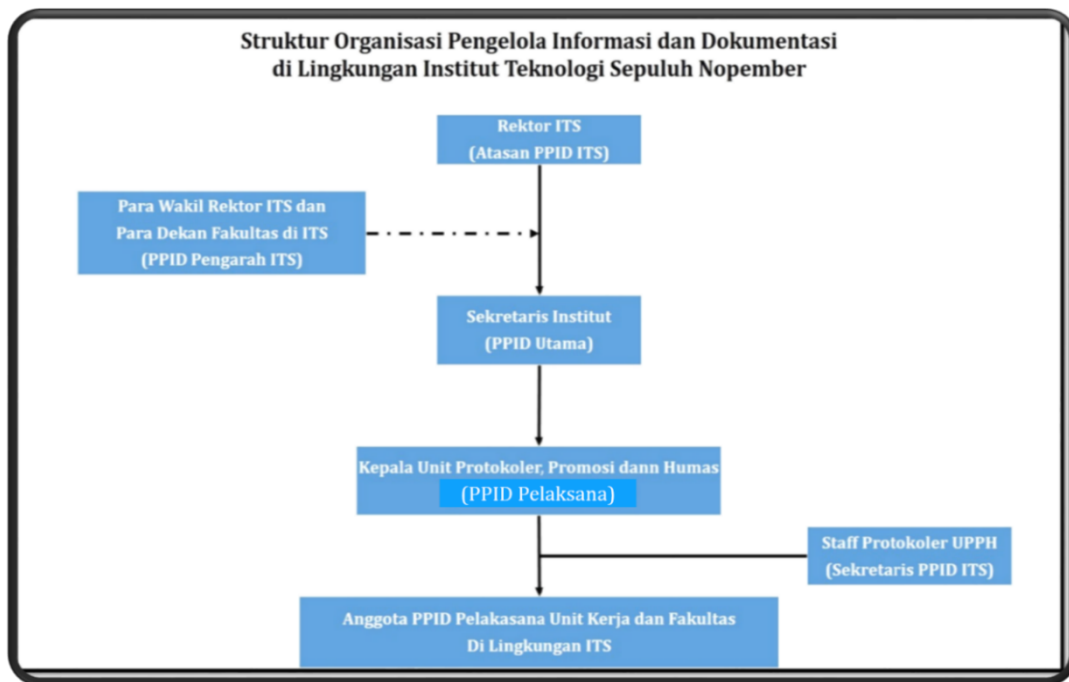 Struktur Organisasi Pengelola Informasi dan Dokumentasi
di Lingkungan Institut Teknologi Sepuluh Nopember
Rektor ITS
(Atasan PPID ITS)
Para Wakil Rektor ITS dan
Para Dekan Fakultas di ITS
(PPID Pengarah ITS)
Sekretaris Institut
(PPID Utama)
Kepala Unit Protokoler, Promosi dann Humas
(PPID Pelaksana)
Staff Protokoler UPPH
(Sekretaris PPID ITS)
Anggota PPID Pelakasana Unit Kerja dan Fakultas
Di Lingkungan ITS